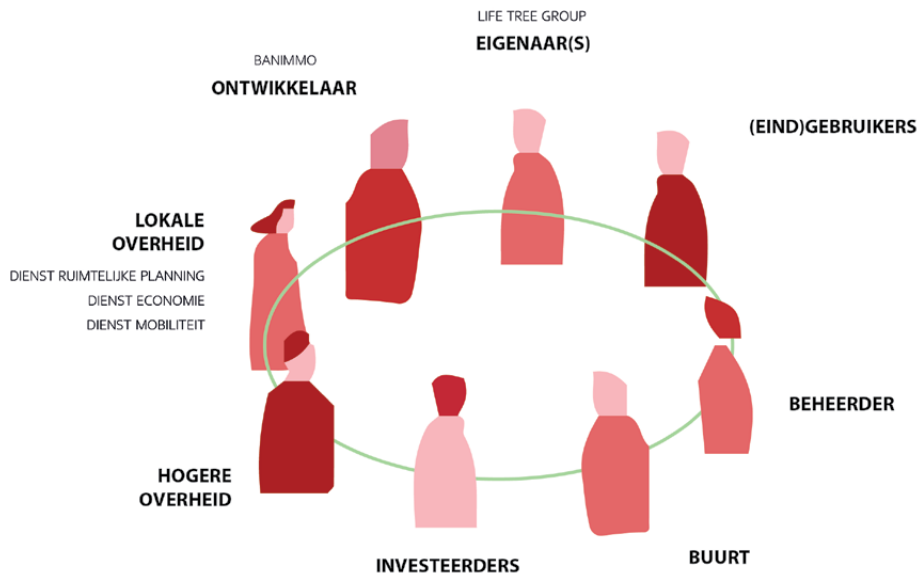 LIFE TREE GROUP
EIGENAAR(S)
BANIMMO
ONTWIKKELAAR
(EIND)GEBRUIKERS
LOKALE
OVERHEID
DIENST RUIMTELIJKE PLANNING
DIENST ECONOMIE
DIENST MOBILITEIT
BEHEERDER
HOGERE
OVERHEID
BUURT
INVESTEERDERS